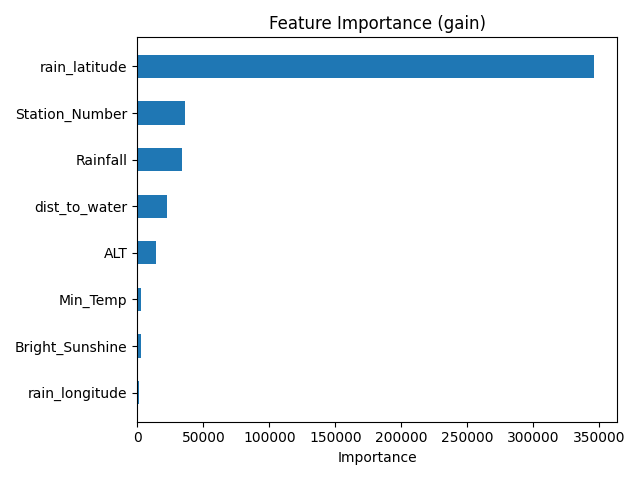 Feature Importance (gain)
rain_latitude
Station_Number
Rainfall
dist_to_water
ALT
Min_Temp
Bright_Sunshine
rain_longitude
0 50000 100000 150000 200000 250000 300000 350000
Importance